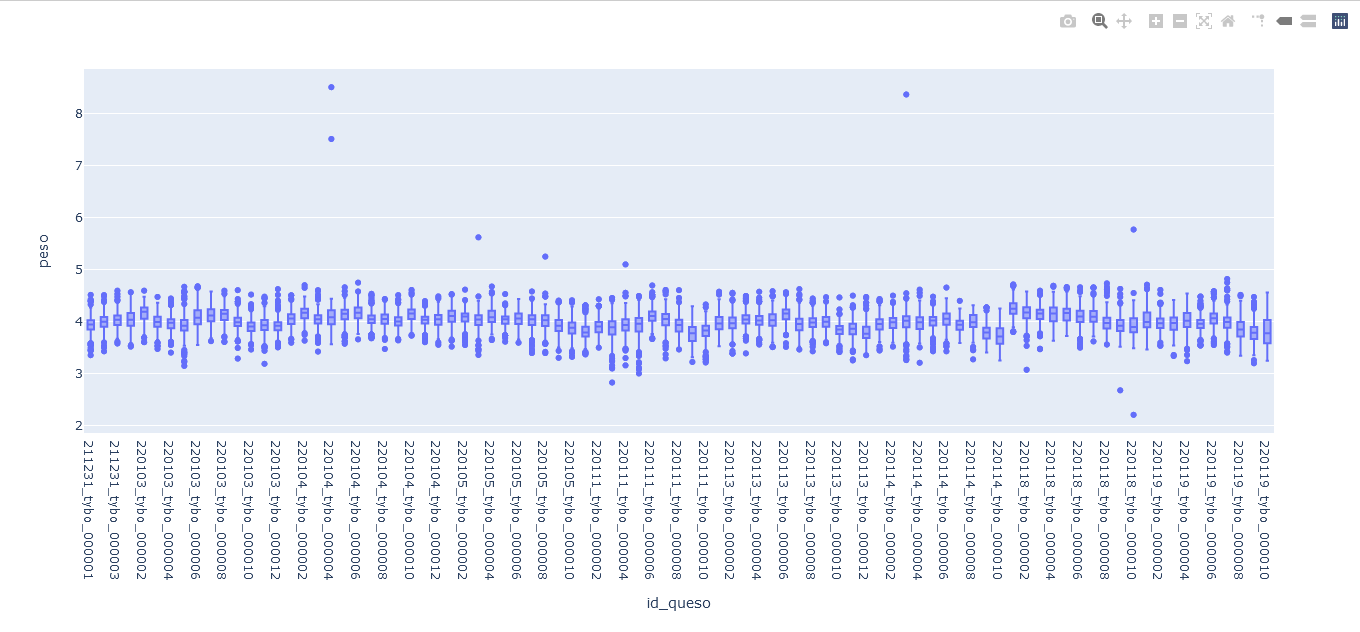 8
7
6
5
4
3
2
peso
211231_tybo_000001
211231_tybo_000003
220103_tybo_000002
220103_tybo_000004
220103_tybo_000006
220103_tybo_000008
220103_tybo_000010
220103_tybo_000012
220104_tybo_000002
220104_tybo_000004
220104_tybo_000006
220104_tybo_000008
220104_tybo_000010
220104_tybo_000012
220105_tybo_000002
220105_tybo_000004
220105_tybo_000006
220105_tybo_000008
220105_tybo_000010
220111_tybo_000002
220111_tybo_000004
220111_tybo_000006
220111_tybo_000008
220111_tybo_000010
220113_tybo_000002
220113_tybo_000004
220113_tybo_000006
220113_tybo_000008
220113_tybo_000010
220113_tybo_000012
220114_tybo_000002
220114_tybo_000004
220114_tybo_000006
220114_tybo_000008
220114_tybo_000010
220118_tybo_000002
220118_tybo_000004
220118_tybo_000006
220118_tybo_000008
220118_tybo_000010
220119_tybo_000002
220119_tybo_000004
220119_tybo_000006
220119_tybo_000008
220119_tybo_000010
id_queso